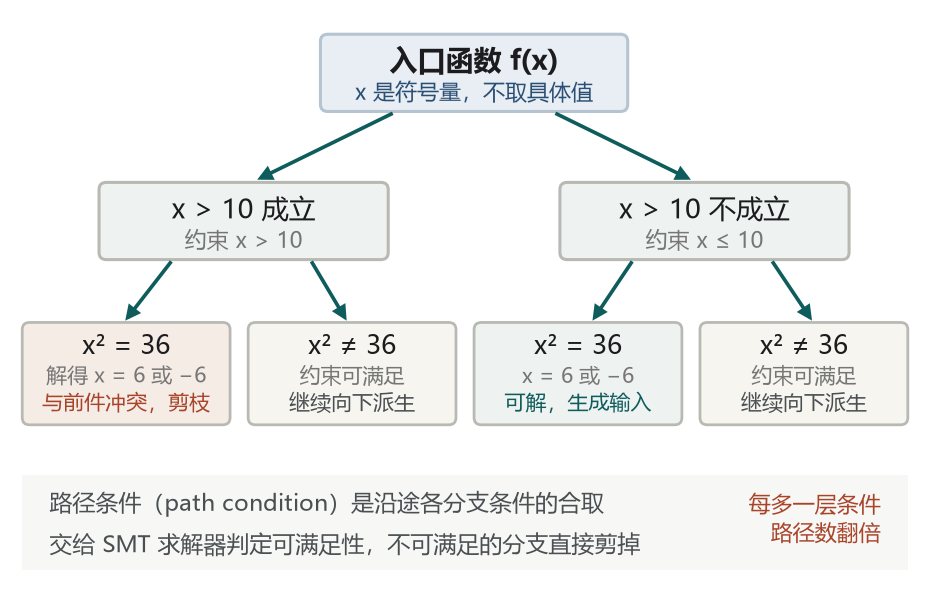 入口函数 f(x)
x 是符号量，不取具体值
x > 10 成立
约束 x > 10
x > 10 不成立
约束 x ≤ 10
x² = 36
解得 x = 6 或 −6
与前件冲突，剪枝
x² ≠ 36
约束可满足
继续向下派生
x² = 36
x = 6 或 −6
可解，生成输入
x² ≠ 36
约束可满足
继续向下派生
路径条件（path condition）是沿途各分支条件的合取
交给 SMT 求解器判定可满足性，不可满足的分支直接剪掉
每多一层条件
路径数翻倍